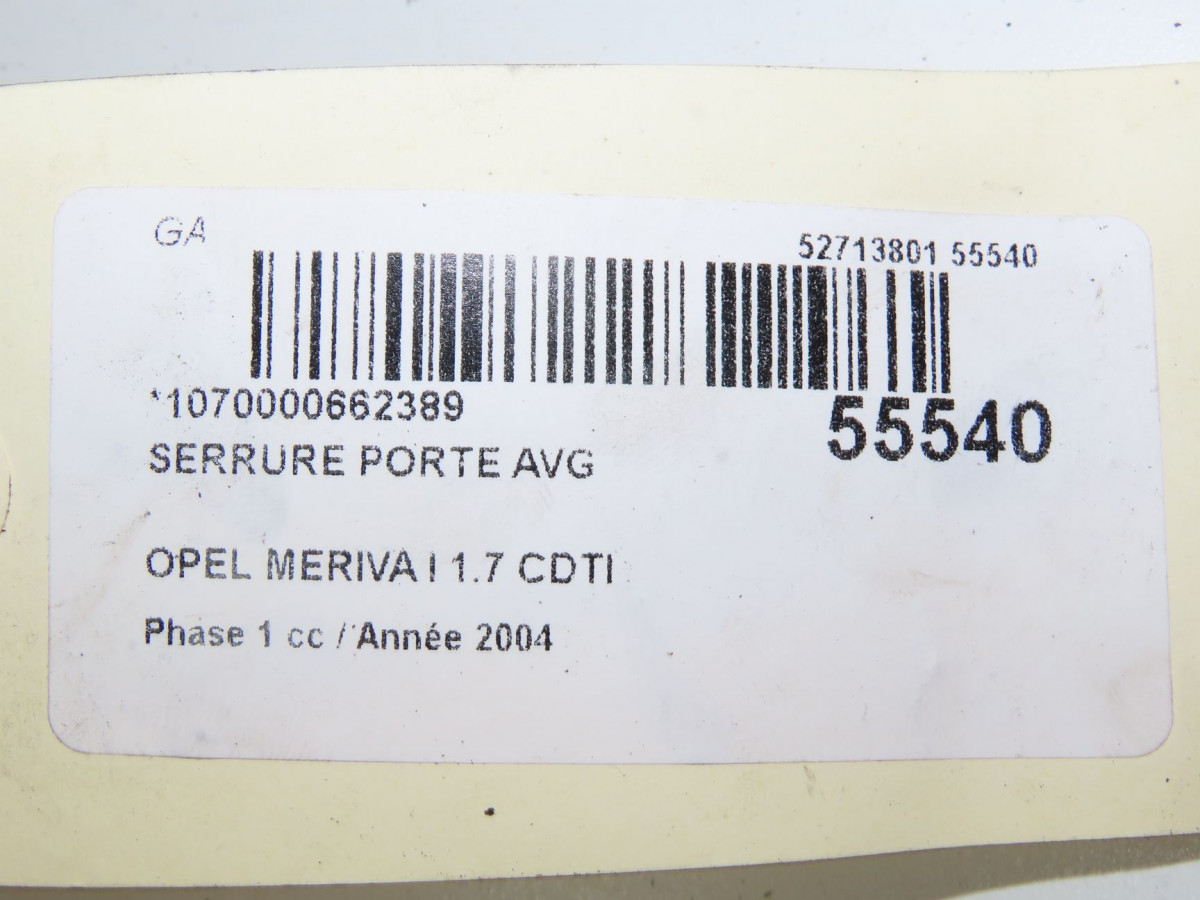 GA
52713801 55540
*1070000662389
55540
SERRURE PORTE AVG
OPEL MERIVA I 1.7 CDTI
Phase 1 cc / Année 2004